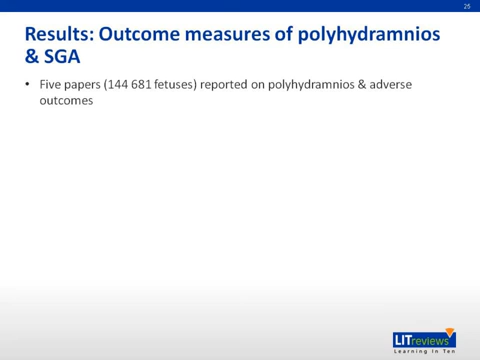 25
Results: Outcome measures of polyhydramnios
& SGA
• Five papers (144 681 fetuses) reported on polyhydramnios & adverse
outcomes
LITreviews
Learning In Ten